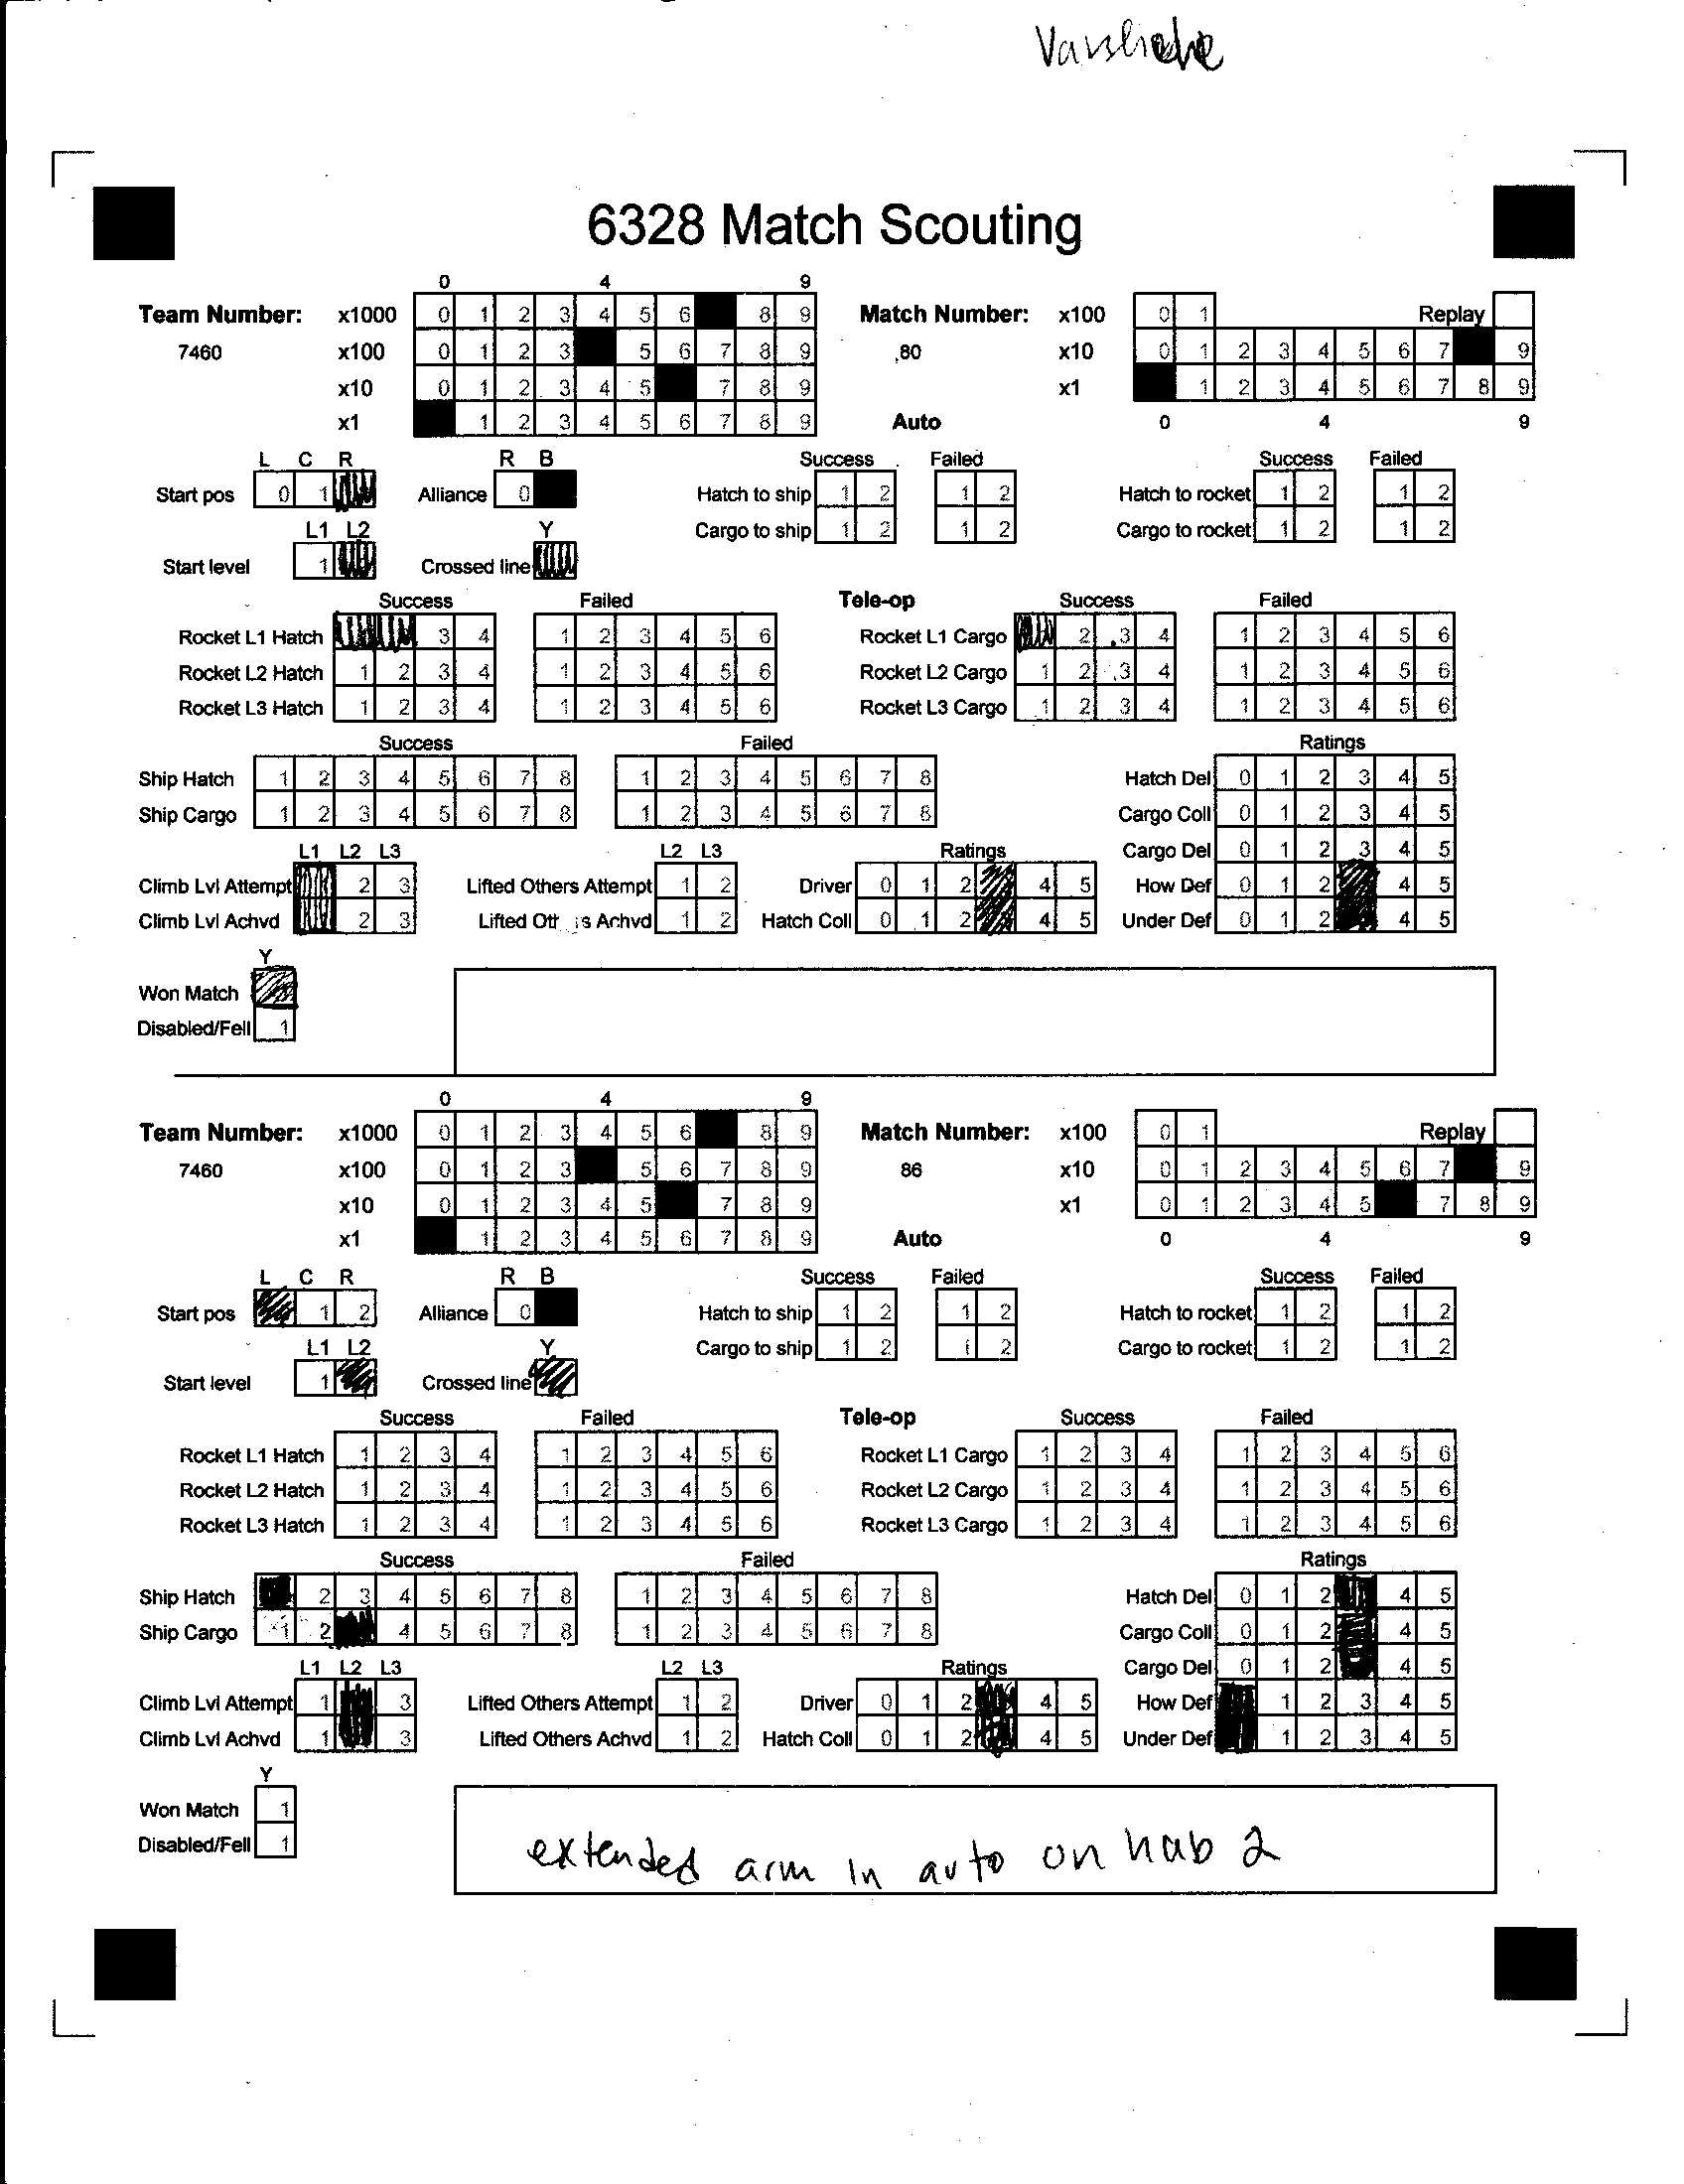 6328 Match Scouting
0 4 9
Team Number: x1000 0 1 2 3 4 5 6 8 9 Match Number: x100 0 1 Replay
7460 x100 0 1 2 3 5 6 7 8 9 80 x10 0 1 2 3 4 5 6 7 9
x10 0 1 2 3 4 5 7 8 9 x1 1 2 3 4 5 6 7 8 9
x1 1 2 3 4 5 6 7 8 9 Auto 0 4 9
L C R R B Success Failed Success Failed
Start pos 0 1 Alliance 0 Hatch to ship 1 2 1 2 Hatch to rocket 1 2 1 2
L1 L2 Y Cargo to ship 1 2 1 2 Cargo to rocket 1 2 1 2
Start level 1 Crossed line
Success Failed Tele-op Success Failed
Rocket L1 Hatch 3 4 1 2 3 4 5 6 Rocket L1 Cargo 2 3 4 1 2 3 4 5 6
Rocket L2 Hatch 1 2 3 4 1 2 3 4 5 6 Rocket L2 Cargo 1 2 3 4 1 2 3 4 5 6
Rocket L3 Hatch 1 2 3 4 1 2 3 4 5 6 Rocket L3 Cargo 1 2 3 4 1 2 3 4 5 6
Success Failed Ratings
Ship Hatch 1 2 3 4 5 6 7 8 1 2 3 4 5 6 7 8 Hatch Del 0 1 2 3 4 5
Ship Cargo 1 2 3 4 5 6 7 8 1 2 3 4 5 6 7 8 Cargo Coll 0 1 2 3 4 5
L1 L2 L3 L2 L3 Ratings Cargo Del 0 1 2 3 4 5
Climb Lvl Attempt 2 3 Lifted Others Attempt 1 2 Driver 0 1 2 4 5 How Def 0 1 2 4 5
Climb Lvl Achvd 2 3 Lifted Achvd 1 2 Hatch Coll 0 1 2 4 5 Under Def 0 1 2 4 5
Y
Won Match
Disabled/Fell 1
0 4 9
Team Number: x1000 0 1 2 3 4 5 6 8 9 Match Number: x100 0 1 Replay
7460 x100 0 1 2 3 5 6 7 8 9 86 x10 0 1 2 3 4 5 6 7 9
x10 0 1 2 3 4 5 7 8 9 x1 0 1 2 3 4 5 7 8 9
x1 1 2 3 4 5 6 7 8 9 Auto 0 4 9
L C R R B Success Failed Success Failed
Start pos 1 2 Alliance 0 Hatch to ship 1 2 1 2 Hatch to rocket 1 2 1 2
L1 L2 Y Cargo to ship 1 2 1 2 Cargo to rocket 1 2 1 2
Start level 1 Crossed line
Success Failed Tele-op Success Failed
Rocket L1 Hatch 1 2 3 4 1 2 3 4 5 6 Rocket L1 Cargo 1 2 3 4 1 2 3 4 5 6
Rocket L2 Hatch 1 2 3 4 1 2 3 4 5 6 Rocket L2 Cargo 1 2 3 4 1 2 3 4 5 6
Rocket L3 Hatch 1 2 3 4 1 2 3 4 5 6 Rocket L3 Cargo 1 2 3 4 1 2 3 4 5 6
Success Failed Ratings
Ship Hatch 2 3 4 5 6 7 8 1 2 3 4 5 6 7 8 Hatch Del 0 1 2 4 5
Ship Cargo 1 2 4 5 6 7 8 1 2 3 4 5 6 7 8 Cargo Coll 0 1 2 4 5
L1 L2 L3 L2 L3 Ratings Cargo Del 0 1 2 4 5
Climb Lvl Attempt 1 3 Lifted Others Attempt 1 2 Driver 0 1 2 4 5 How Def 1 2 3 4 5
Climb Lvl Achvd 1 3 Lifted Others Achvd 1 2 Hatch Coll 0 1 2 4 5 Under Def 1 2 3 4 5
Y
Won Match 1
Disabled/Fell 1
extended arm in auto on hab 2